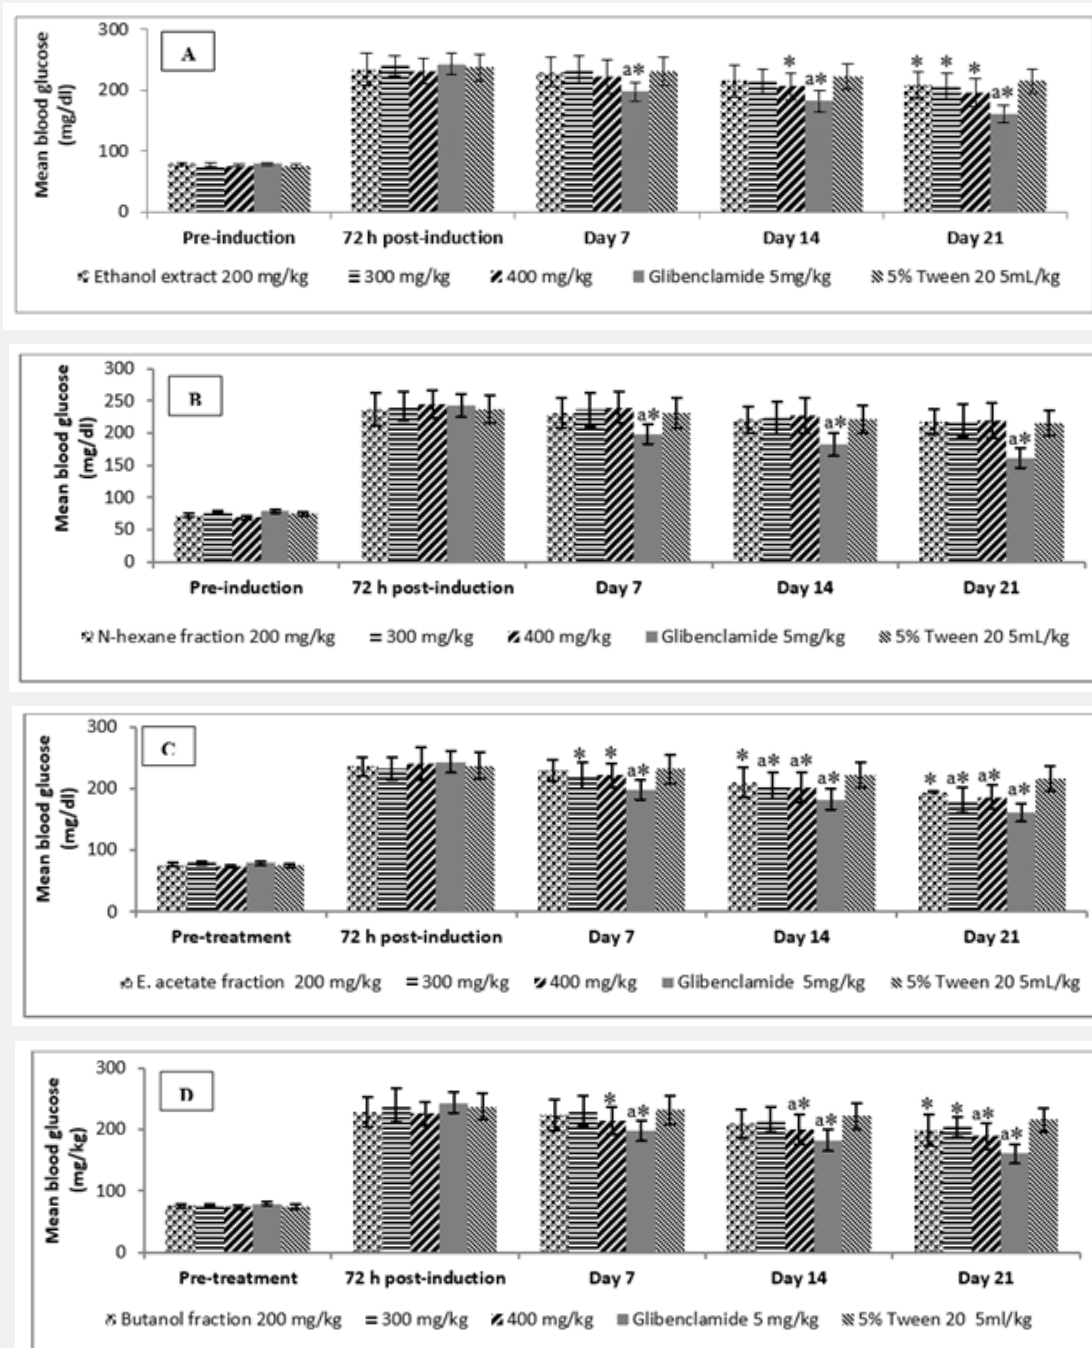 A
Mean blood glucose
(mg/dl)
300
200
100
0
* a* * a* * * * a*
Pre-induction 72 h post-induction Day 7 Day 14 Day 21
Ethanol extract 200 mg/kg 300 mg/kg 400 mg/kg Glibenclamide 5mg/kg 5% Tween 20 5mL/kg
B
Mean blood glucose
(mg/dl)
300
250
200
150
100
50
0
a* a* a*
Pre-induction 72 h post-induction Day 7 Day 14 Day 21
N-hexane fraction 200 mg/kg 300 mg/kg 400 mg/kg Glibenclamide 5mg/kg 5% Tween 20 5mL/kg
C
Mean blood glucose
(mg/dl)
300
200
100
0
* * a* * a* a* a* * a* a* a*
Pre-treatment 72 h post-induction Day 7 Day 14 Day 21
E. acetate fraction 200 mg/kg 300 mg/kg 400 mg/kg Glibenclamide 5mg/kg 5% Tween 20 5mL/kg
D
Mean blood glucose
(mg/kg)
300
200
100
0
* a* a* a* * * a* a*
Pre-treatment 72 h post-induction Day 7 Day 14 Day 21
Butanol fraction 200 mg/kg 300 mg/kg 400 mg/kg Glibenclamide 5 mg/kg 5% Tween 20 5ml/kg